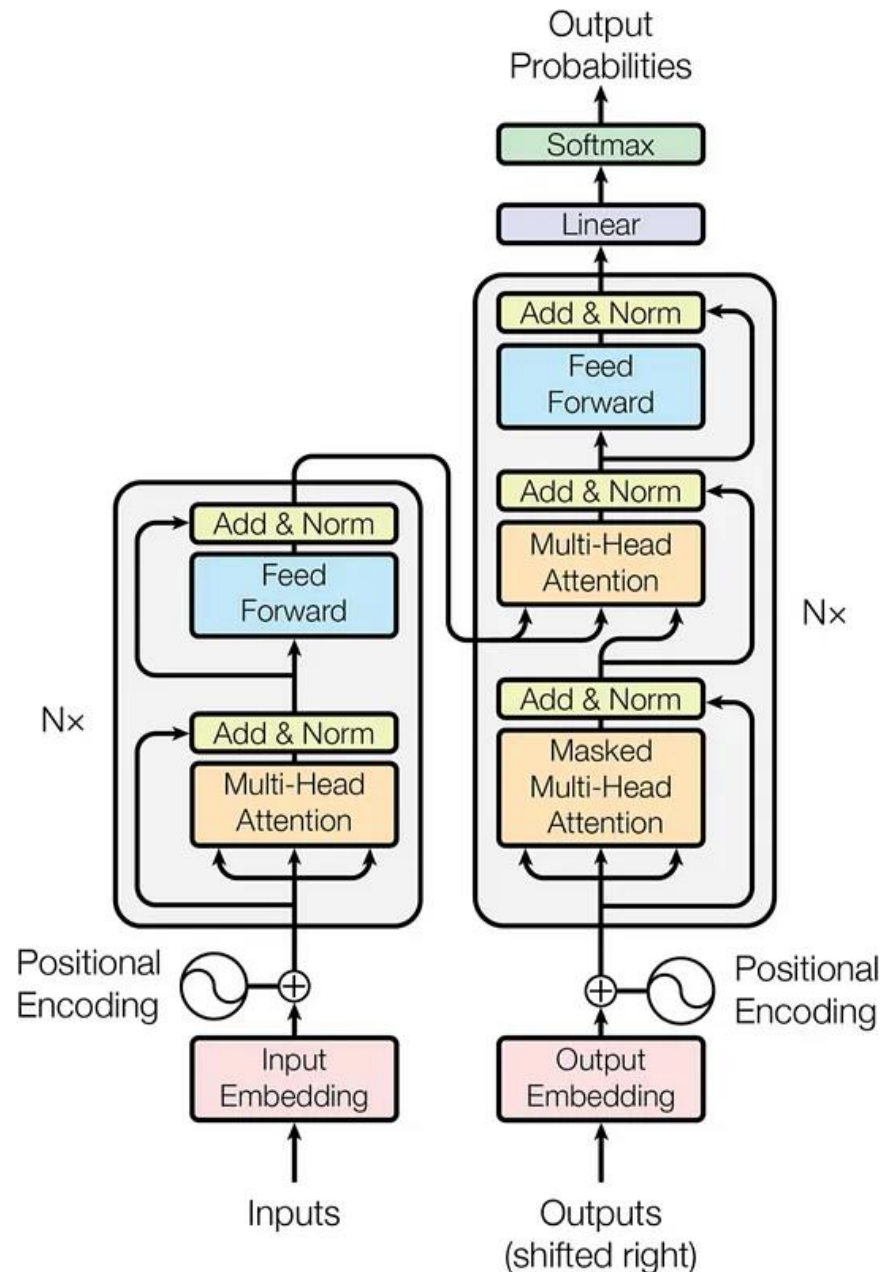 Output
Probabilities
Softmax
Linear
Add & Norm
Feed
Forward
Add & Norm
Multi-Head
Attention
Add & Norm
Masked
Multi-Head
Attention
Nx
Add & Norm
Feed
Forward
Add & Norm
Multi-Head
Attention
Nx
Positional
Encoding
Positional
Encoding
Input
Embedding
Output
Embedding
Inputs
Outputs
(shifted right)